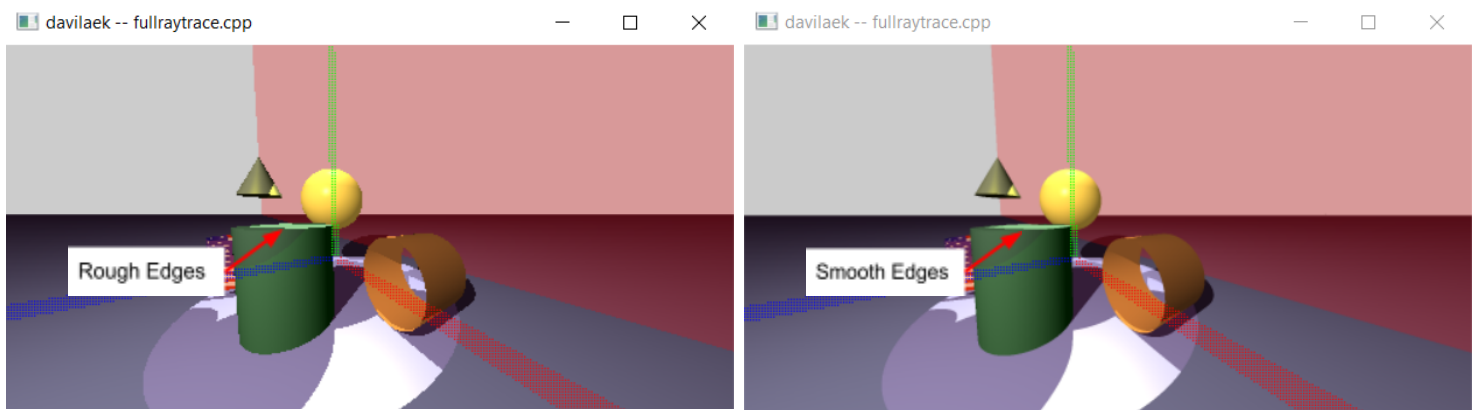 davilaek -- fullraytrace.cpp
davilaek -- fullraytrace.cpp
Rough Edges
Smooth Edges